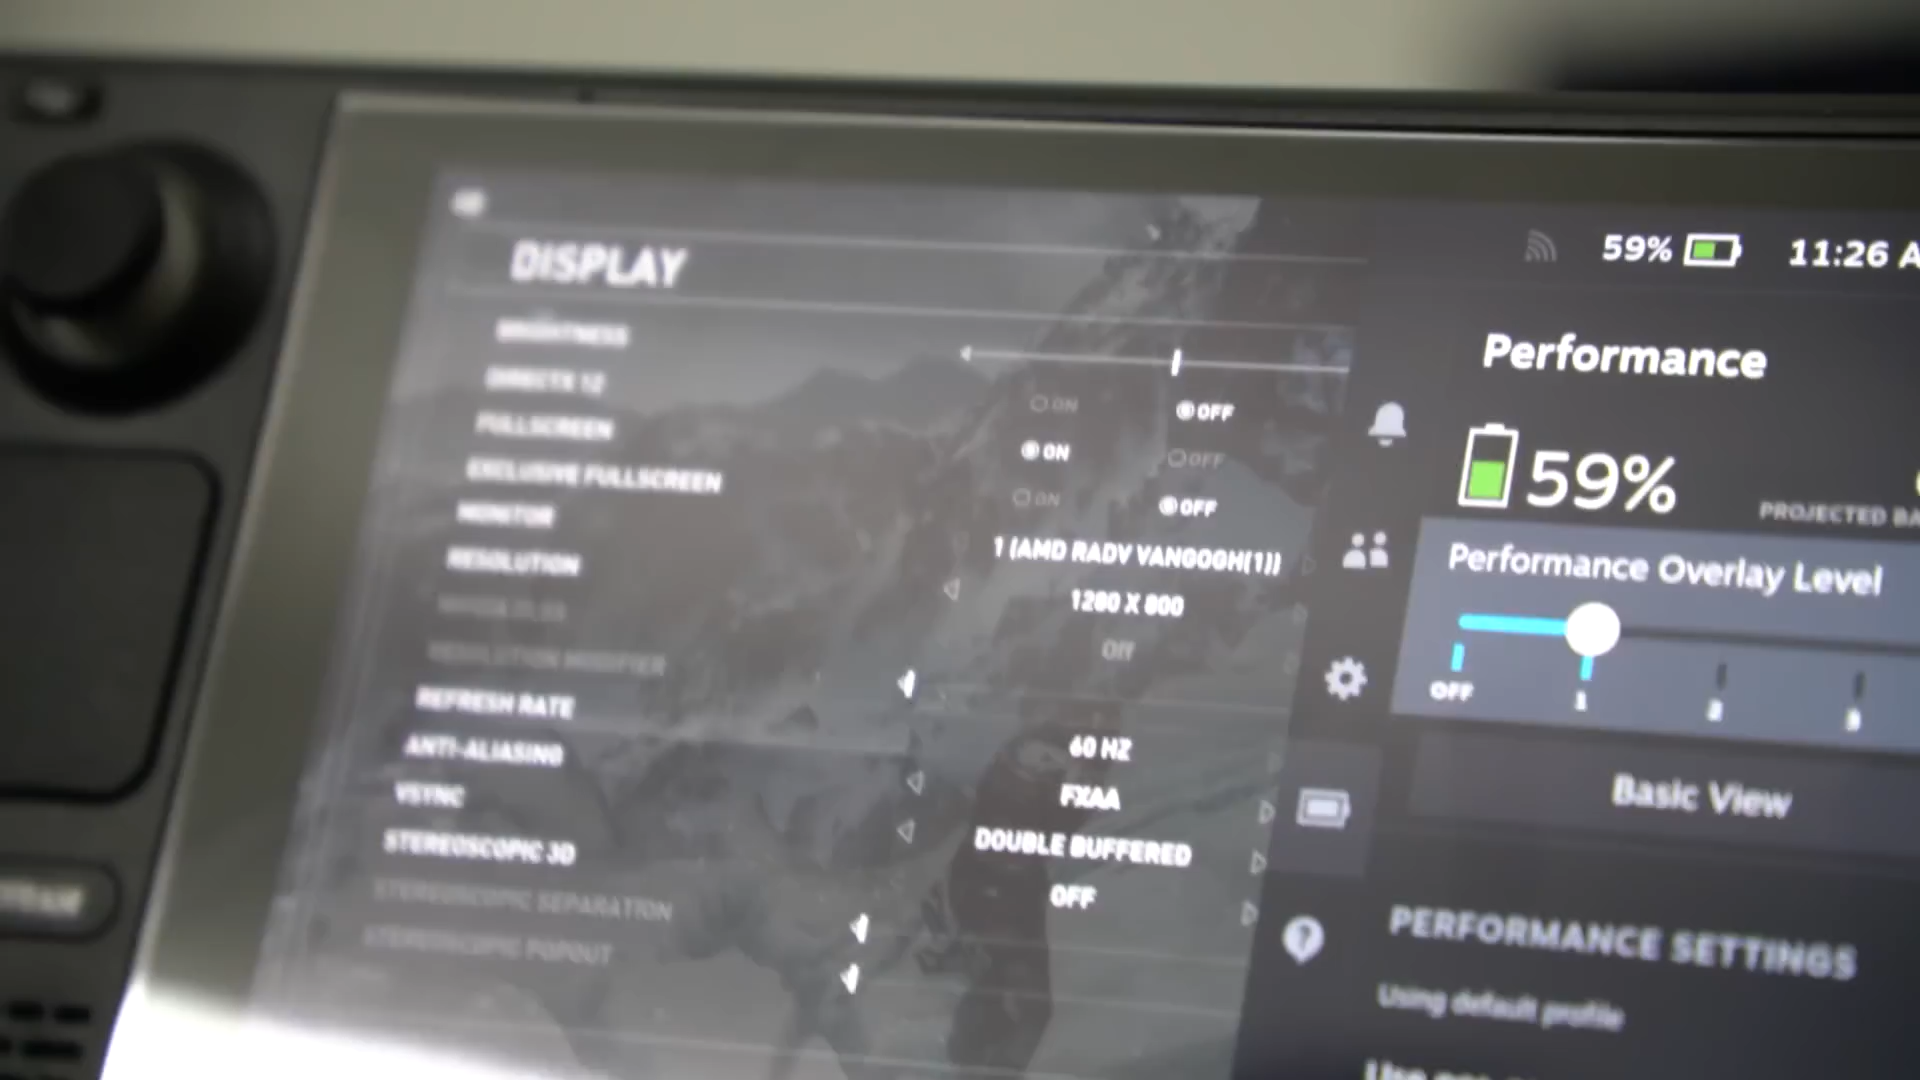 59% 11:26 A
DISPLAY
Performance
BRIGHTNESS
DIRECTX 12
ON OFF
FULLSCREEN
ON OFF
EXCLUSIVE FULLSCREEN
ON OFF
59%
PROJECTED BA
MONITOR
1 (AMD RADV VANGOGH(1))
RESOLUTION
1280 X 800
Performance Overlay Level
Off
RESOLUTION MODIFIER
OFF 1 2 3
REFRESH RATE
60 HZ
ANTI-ALIASING
FXAA
Basic View
VSYNC
DOUBLE BUFFERED
STEREOSCOPIC 3D
OFF
STEREOSCOPIC SEPARATION
STEREOSCOPIC POPOUT
PERFORMANCE SETTINGS
Using default profile